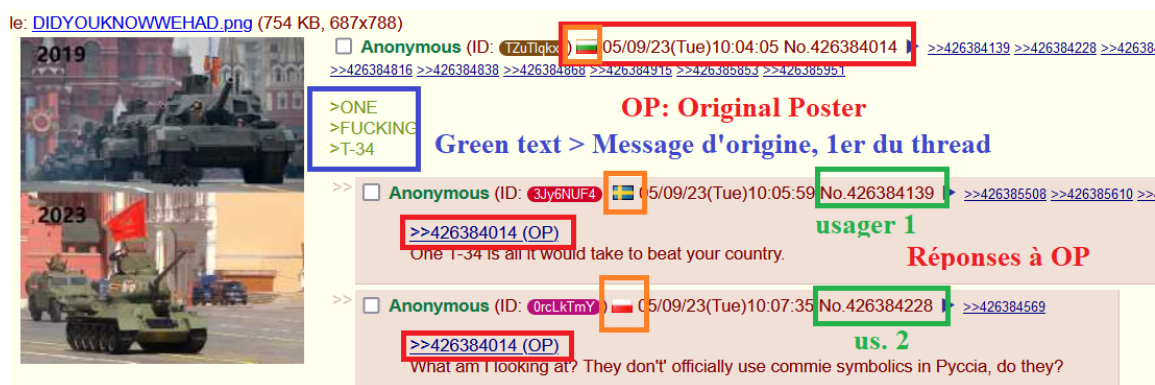 le: DIDYOUKNOWWEHAD.png (754 KB, 687x788)
2019
2023
Anonymous (ID: TZuTlqkx) 05/09/23(Tue)10:04:05 No.426384014 >>426384139 >>426384228 >>42638
>>426384816 >>426384838 >>426384868 >>426384915 >>426385853 >>426385951
>ONE
>FUCKING
>T-34
OP: Original Poster
Green text > Message d'origine, 1er du thread
>> Anonymous (ID: 3Jy6NUF4) 05/09/23(Tue)10:05:59 No.426384139 >>426385508 >>426385610 >>
usager 1
>>426384014 (OP)
One T-34 is all it would take to beat your country.
Réponses à OP
>> Anonymous (ID: 0rcLkTmY) 05/09/23(Tue)10:07:35 No.426384228 >>426384569
us. 2
>>426384014 (OP)
What am I looking at? They don't' officially use commie symbolics in Pyccia, do they?